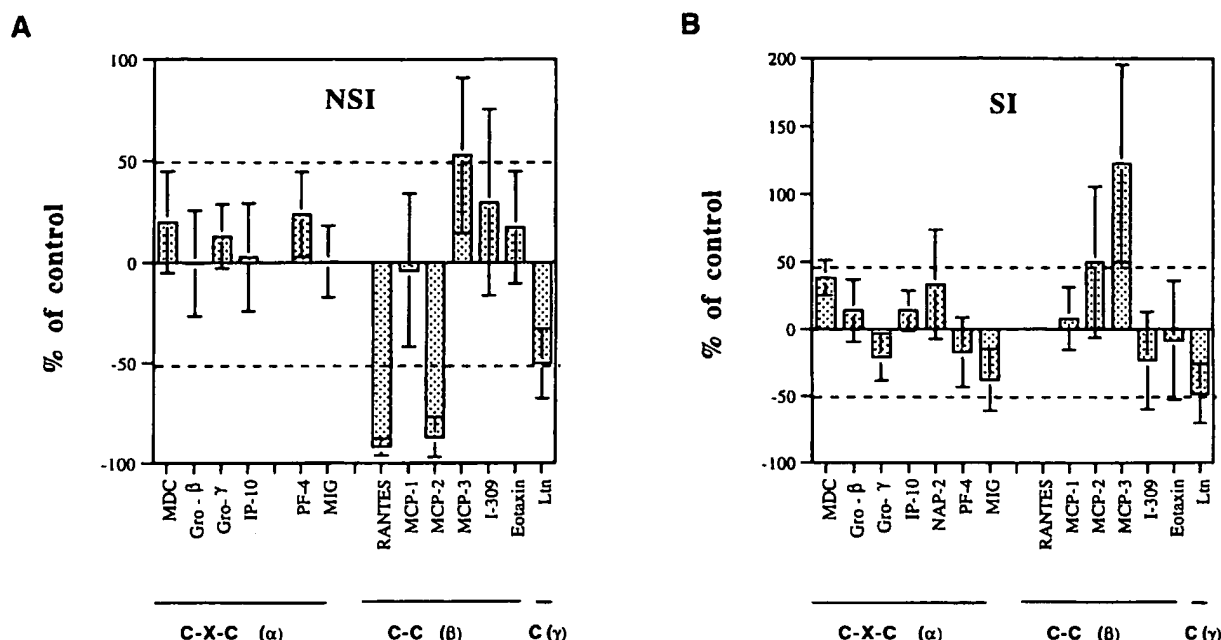 A
NSI
% of control
100
50
0
-50
-100
MDC
Gro - β
Gro- γ
IP-10
PF-4
MIG
RANTES
MCP-1
MCP-2
MCP-3
I-309
Eotaxin
Ltn
C-X-C (α)
C-C (β)
C (γ)
B
SI
% of control
200
150
100
50
0
-50
-100
MDC
Gro - β
Gro- γ
IP-10
NAP-2
PF-4
MIG
RANTES
MCP-1
MCP-2
MCP-3
I-309
Eotaxin
Ltn
C-X-C (α)
C-C (β)
C (γ)